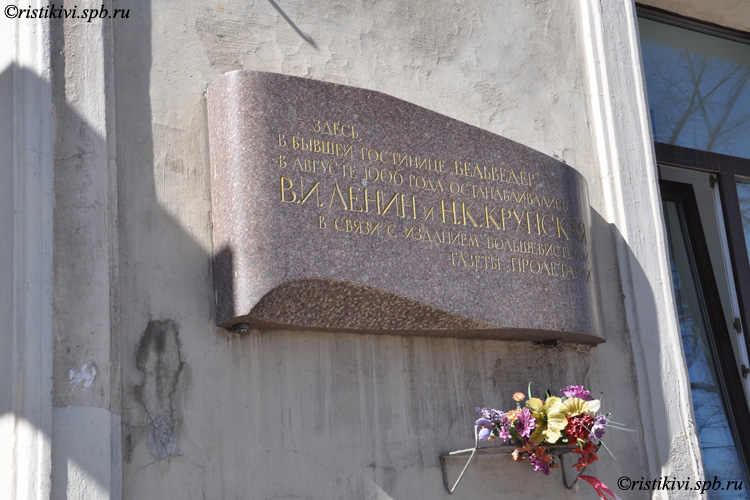 ©ristikivi.spb.ru
ЗДЕСЬ,
В БЫВШЕЙ ГОСТИНИЦЕ „БЕЛЬВЕДЕР"
В АВГУСТЕ 1906 ГОДА ОСТАНАВЛИВАЛИСЬ
В.И. ЛЕНИН И Н.К. КРУПСКАЯ
В СВЯЗИ С ИЗДАНИЕМ БОЛЬШЕВИСТСКОЙ
ГАЗЕТЫ „ПРОЛЕТАРИЙ
©ristikivi.spb.ru